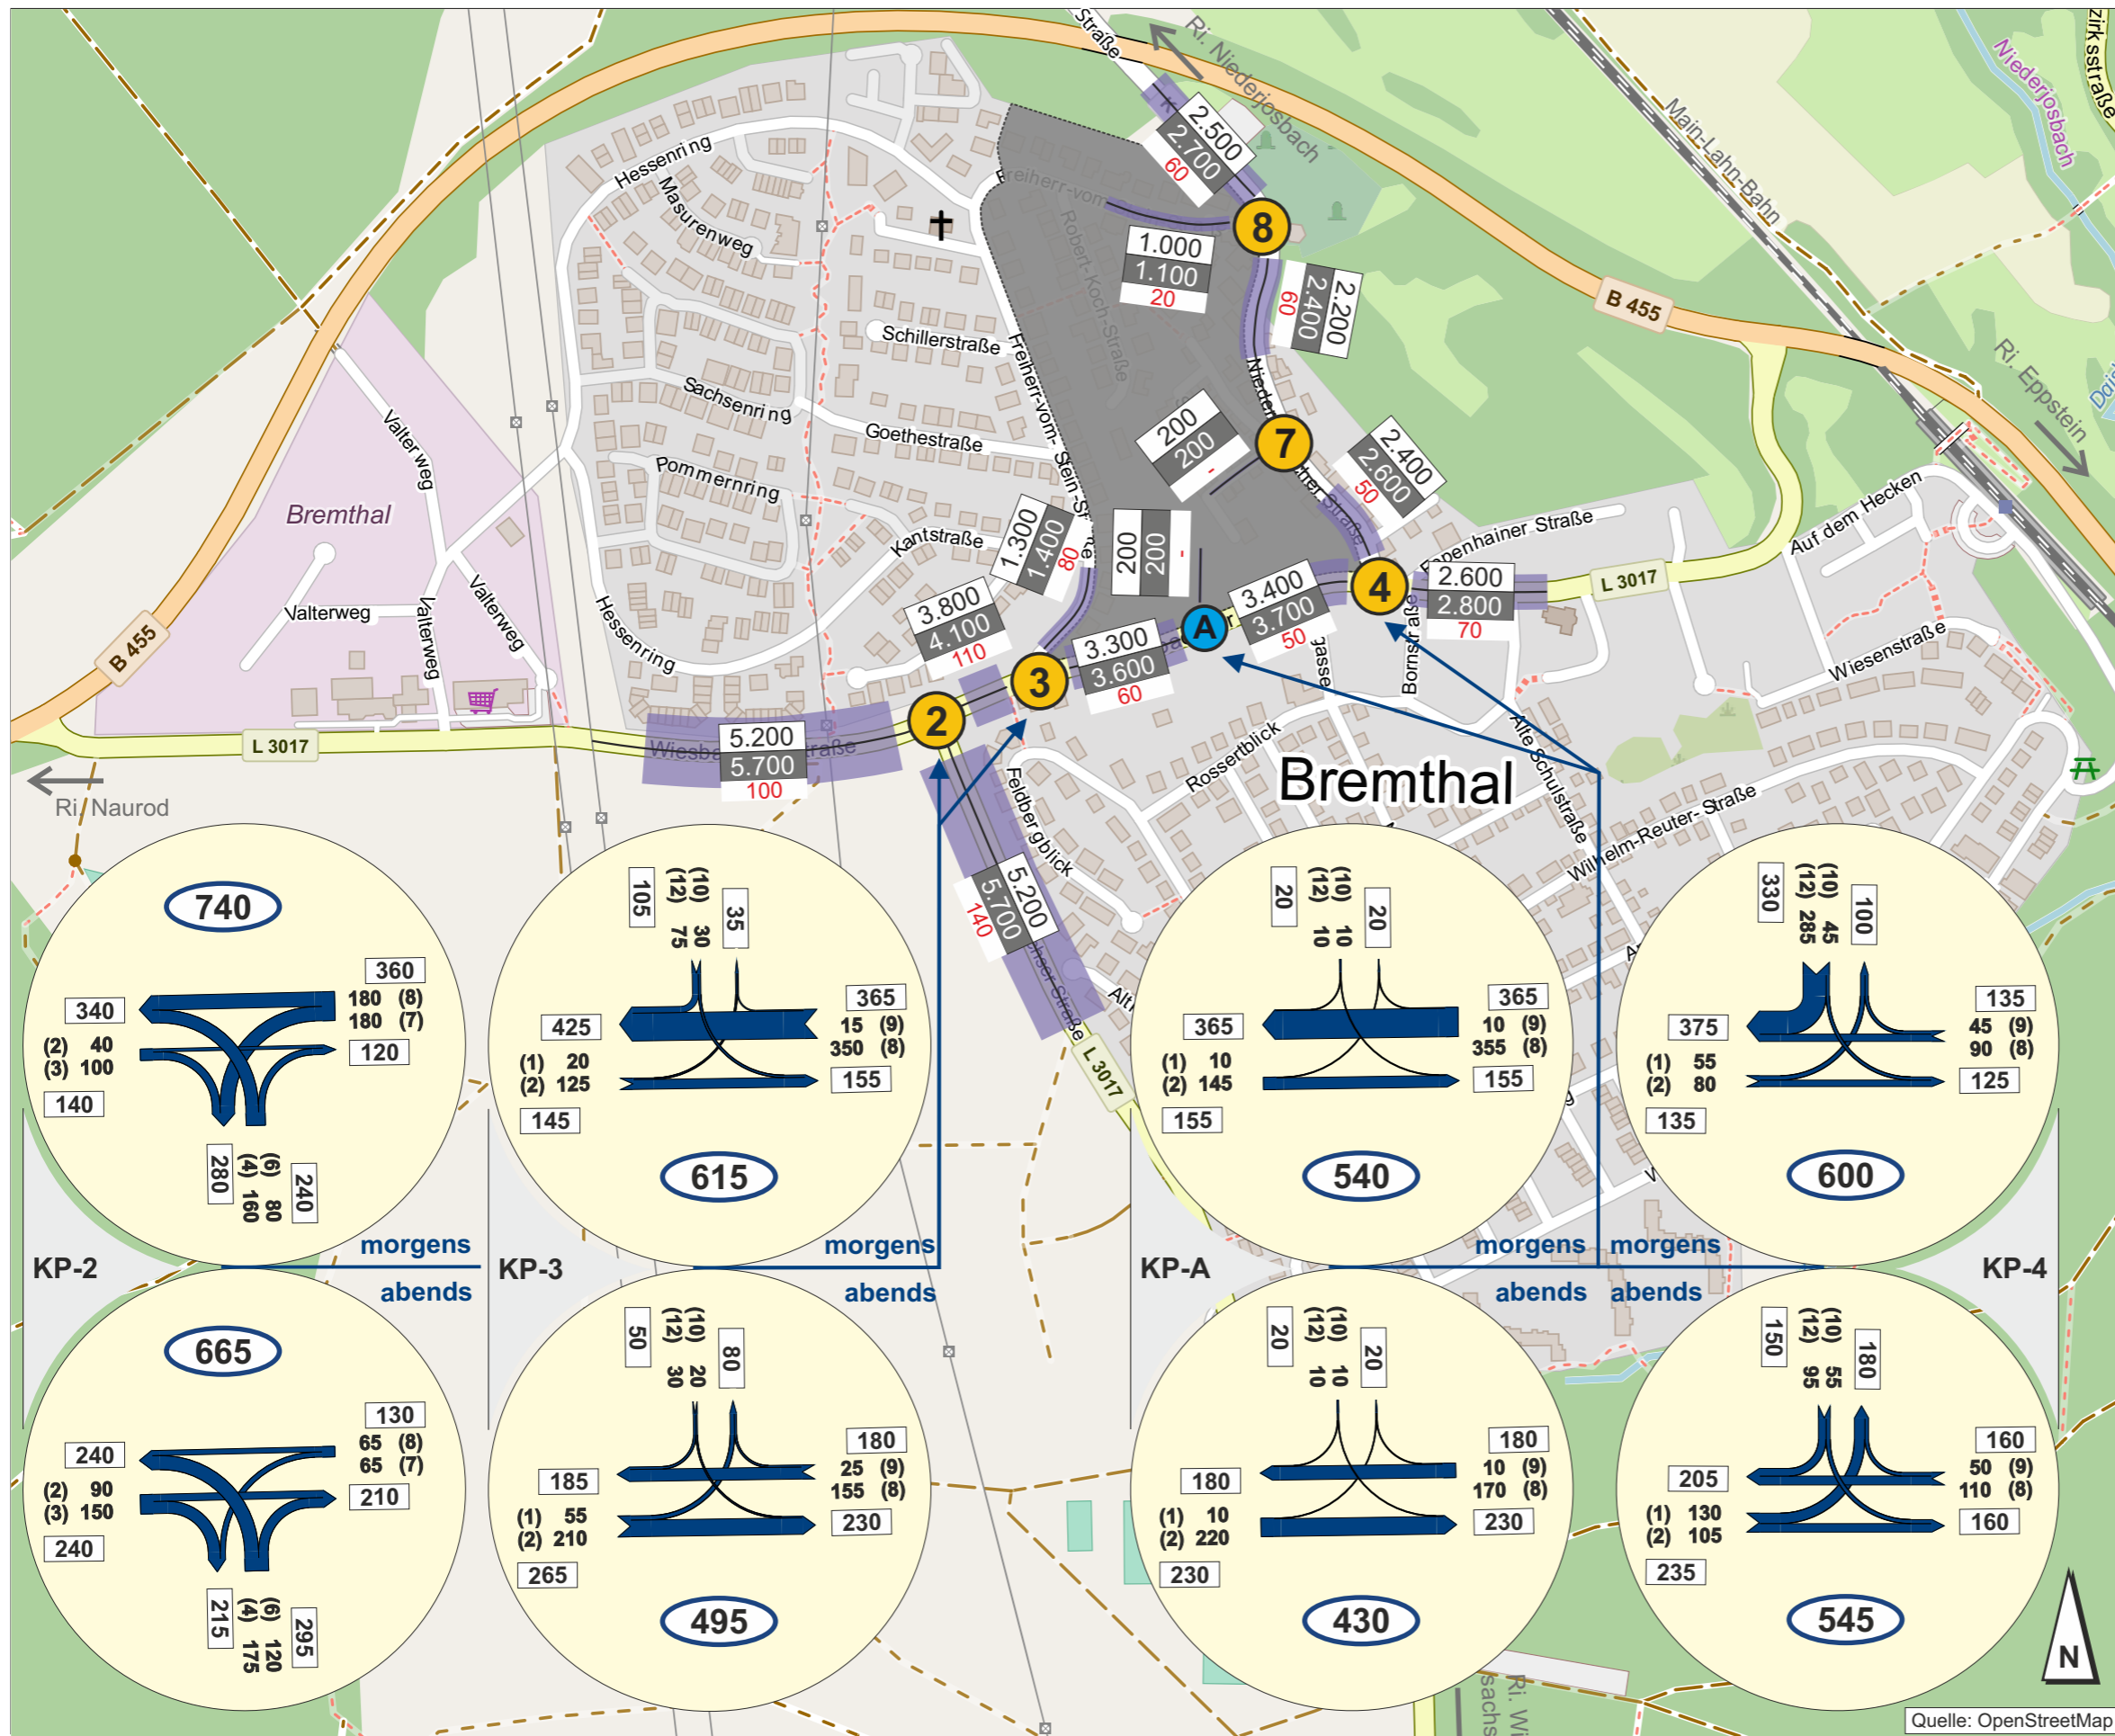 Straße
Ri. Niederjosbach
Niederjosbach
Main-Lahn-Bahn
B 455
Ri. Eppstein
2.500
2.700
60
8
Hessenring
Masurenweg
Freiherr-vom-
Robert-Koch-Straße
1.000
1.100
20
2.200
2.400
60
Schillerstraße
Freiherr-vom-Stein-Str
Sachsenring
Goethestraße
Valterweg
Pommernring
200
200
-
7
2.400
2.600
50
Bremthal
Kantstraße
1.300
1.400
80
200
200
-
Auf dem Hecken
Valterweg
Valterweg
Valterweg
Hessenring
3.800
4.100
110
3.300
3.600
60
A
3.400
3.700
50
4
2.600
2.800
70
L 3017
B 455
3
2
gasse
Bornstraße
Wiesenstraße
L 3017
5.200
5.700
100
Ri. Naurod
Feldbergblick
Rossertblick
Bremthal
Alte Schulstraße
Wilhelm-Reuter-Straße
5.200
5.700
140
L 3017
740
360
180 (8)
180 (7)
340
(2) 40
(3) 100
120
140
280
(4) 160
(6) 80
240
105
(12) 75
(10) 30
35
365
15 (9)
350 (8)
425
(1) 20
(2) 125
155
145
615
20
(12) 10
(10) 10
20
365
10 (9)
355 (8)
365
(1) 10
(2) 145
155
155
540
330
(12) 285
(10) 45
100
135
45 (9)
90 (8)
375
(1) 55
(2) 80
125
135
600
KP-2
morgens
abends
KP-3
morgens
abends
KP-A
morgens
abends
morgens
abends
KP-4
665
130
65 (8)
65 (7)
240
(2) 90
(3) 150
210
240
215
(4) 175
(6) 120
295
50
(12) 30
(10) 20
80
180
25 (9)
155 (8)
185
(1) 55
(2) 210
230
265
495
20
(12) 10
(10) 10
20
180
10 (9)
170 (8)
180
(1) 10
(2) 220
230
230
430
150
(12) 95
(10) 55
180
160
50 (9)
110 (8)
205
(1) 130
(2) 105
160
235
545
N
Quelle: OpenStreetMap